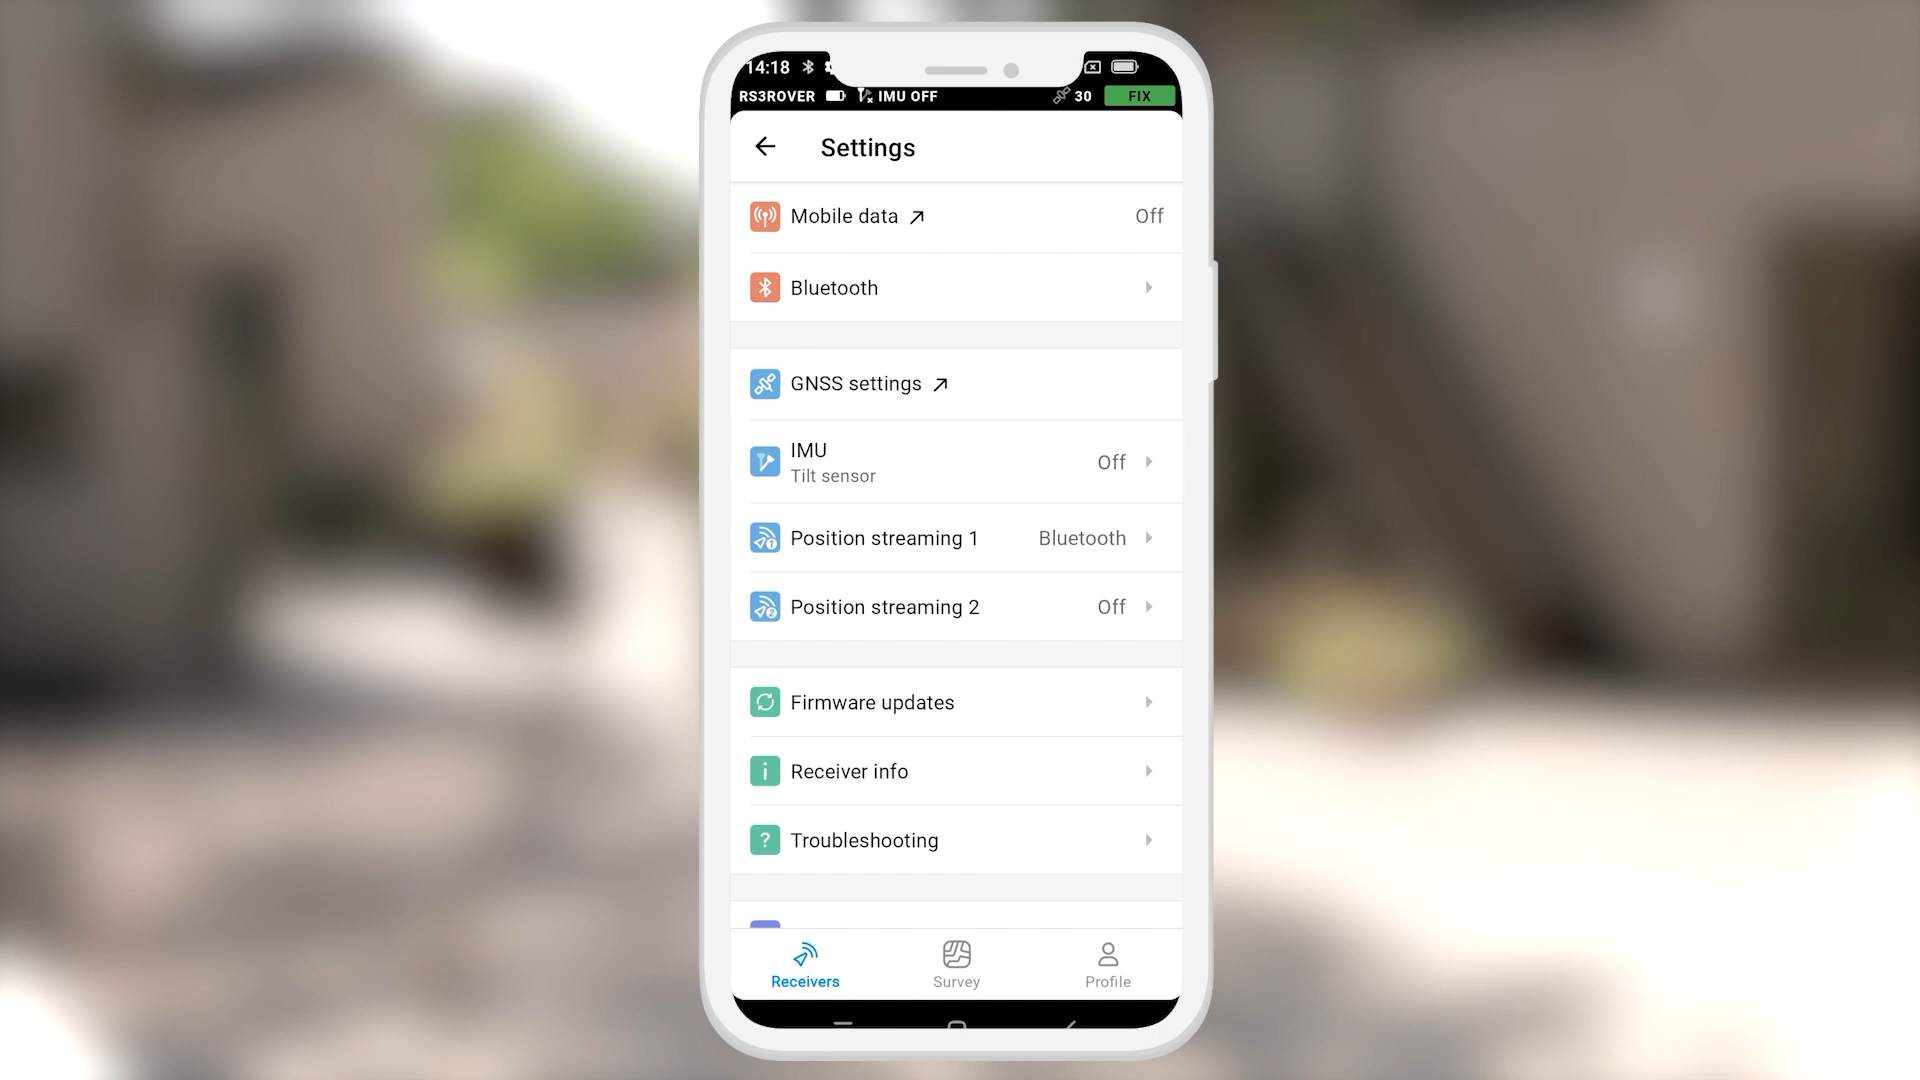 14:18
RS3ROVER IMU OFF 30 FIX
Settings
Mobile data Off
Bluetooth
GNSS settings
IMU
Tilt sensor
Off
Position streaming 1 Bluetooth
Position streaming 2 Off
Firmware updates
Receiver info
Troubleshooting
Receivers Survey Profile